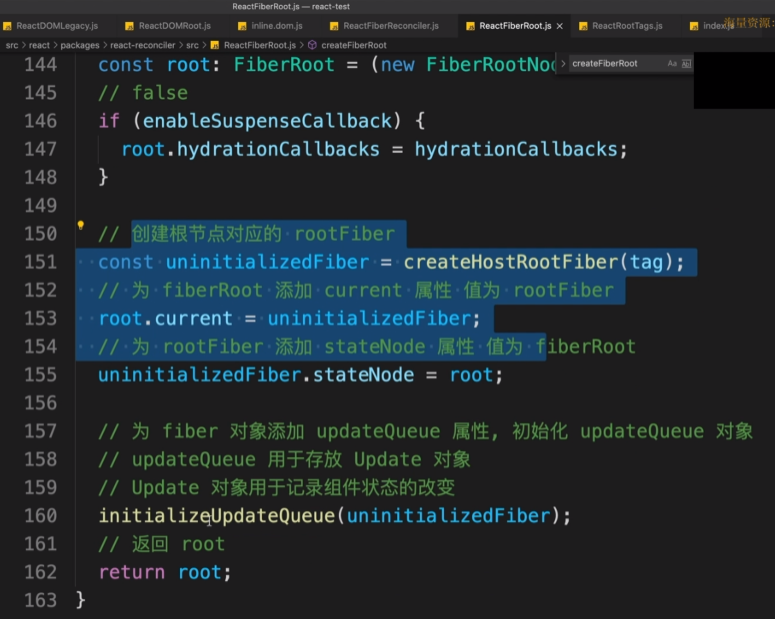 ReactFiberRoot.js — react-test
ReactDOMLegacy.js ReactDOMRoot.js inline.dom.js ReactFiberReconciler.js ReactFiberRoot.js × ReactRootTags.js index.js
海量资源:
src > react > packages > react-reconciler > src > ReactFiberRoot.js > createFiberRoot
> createFiberRoot Aa
144 const root: FiberRoot = (new
145 // false
146 if (enableSuspenseCallback) {
147 root.hydrationCallbacks = hydrationCallbacks;
148 }
149
150 // 创建根节点对应的 rootFiber
151 const uninitializedFiber = createHostRootFiber(tag);
152 // 为 fiberRoot 添加 current 属性 值为 rootFiber
153 root.current = uninitializedFiber;
154 // 为 rootFiber 添加 stateNode 属性 值为 fiberRoot
155 uninitializedFiber.stateNode = root;
156
157 // 为 fiber 对象添加 updateQueue 属性, 初始化 updateQueue 对象
158 // updateQueue 用于存放 Update 对象
159 // Update 对象用于记录组件状态的改变
160 initializeUpdateQueue(uninitializedFiber);
161 // 返回 root
162 return root;
163 }